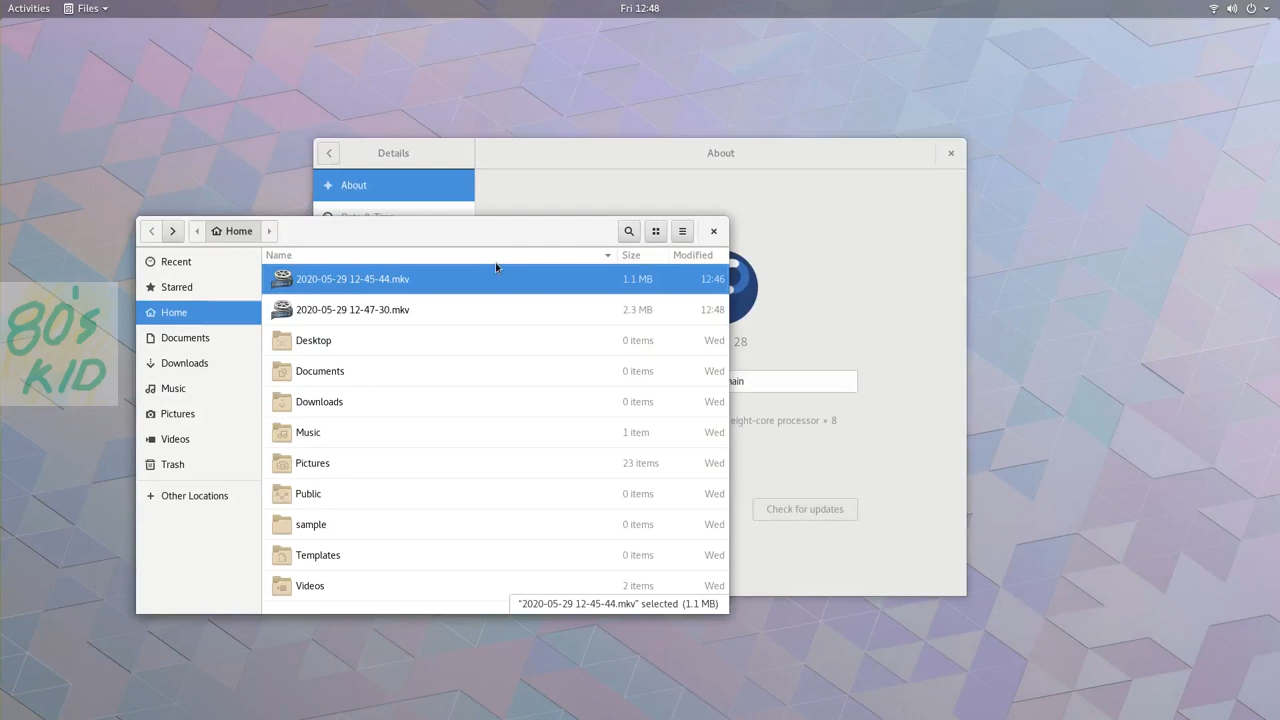 Activities Files Fri 12:48
Details About
About
Home
Name Size Modified
Recent
2020-05-29 12-45-44.mkv 1.1 MB 12:46
Starred
Home
2020-05-29 12-47-30.mkv 2.3 MB 12:48
Documents
Desktop 0 items Wed
28
Downloads
Documents 0 items Wed
Music
Downloads 0 items Wed
Pictures
Music 1 item Wed
eight-core processor × 8
Videos
Pictures 23 items Wed
Trash
Public 0 items Wed
Other Locations
sample 0 items Wed
Check for updates
Templates 0 items Wed
Videos 2 items Wed
“2020-05-29 12-45-44.mkv” selected (1.1 MB)
80's
KID